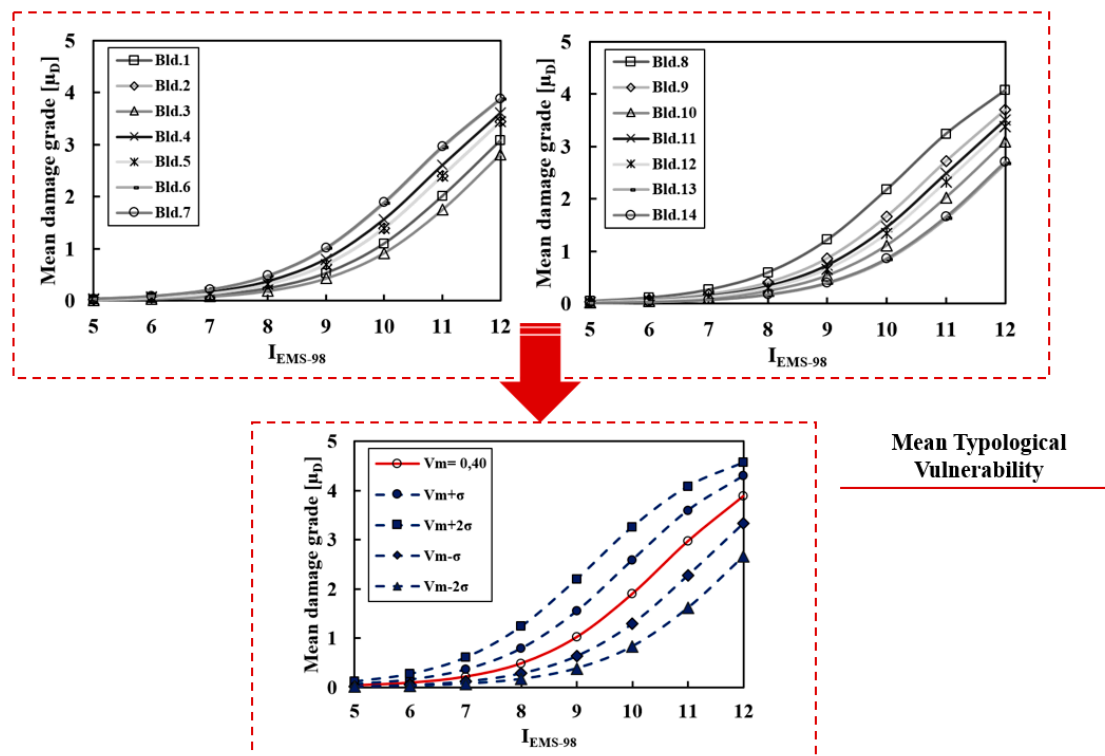 Mean damage grade [μD]
5
4
3
2
1
0
Bld.1
Bld.2
Bld.3
Bld.4
Bld.5
Bld.6
Bld.7
5 6 7 8 9 10 11 12
IEMS-98
Mean damage grade [μD]
5
4
3
2
1
0
Bld.8
Bld.9
Bld.10
Bld.11
Bld.12
Bld.13
Bld.14
5 6 7 8 9 10 11 12
IEMS-98
Mean damage grade [μD]
5
4
3
2
1
0
Vm= 0,40
Vm+σ
Vm+2σ
Vm-σ
Vm-2σ
5 6 7 8 9 10 11 12
IEMS-98
Mean Typological
Vulnerability